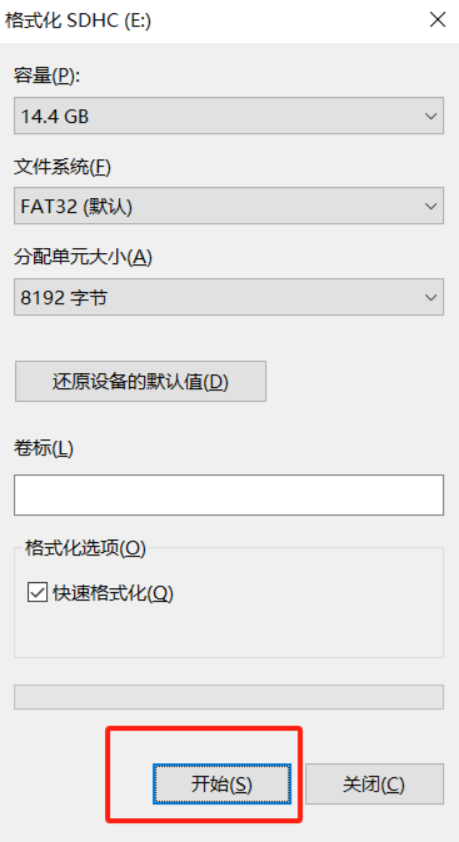 格式化 SDHC (E:)
容量(P):
14.4 GB
文件系统(F)
FAT32 (默认)
分配单元大小(A)
8192 字节
还原设备的默认值(D)
卷标(L)
格式化选项(O)
快速格式化(Q)
开始(S)
关闭(C)